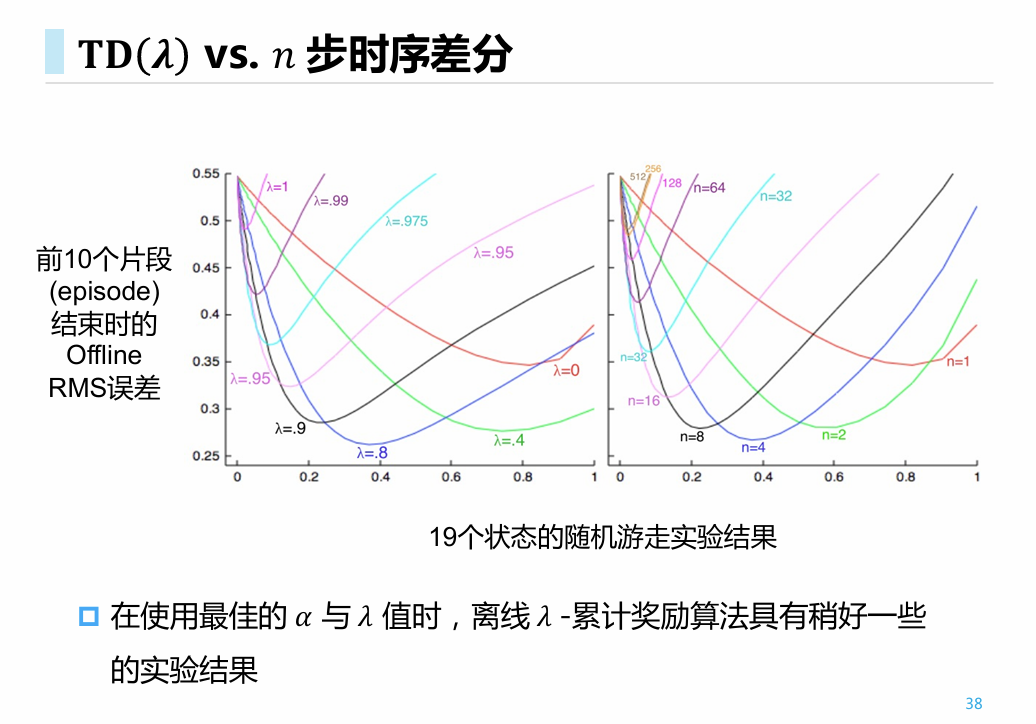 TD(λ) vs. n 步时序差分
前10个片段
(episode)
结束时的
Offline
RMS误差
0.55
0.5
0.45
0.4
0.35
0.3
0.25
λ=1
λ=.99
λ=.975
λ=.95
λ=.95
λ=0
λ=.9
λ=.8
λ=.4
0
0.2
0.4
0.6
0.8
1
256
512
128
n=64
n=32
n=32
n=1
n=16
n=8
n=4
n=2
0
0.2
0.4
0.6
0.8
1
19个状态的随机游走实验结果
在使用最佳的 α 与 λ 值时，离线 λ -累计奖励算法具有稍好一些
的实验结果
38